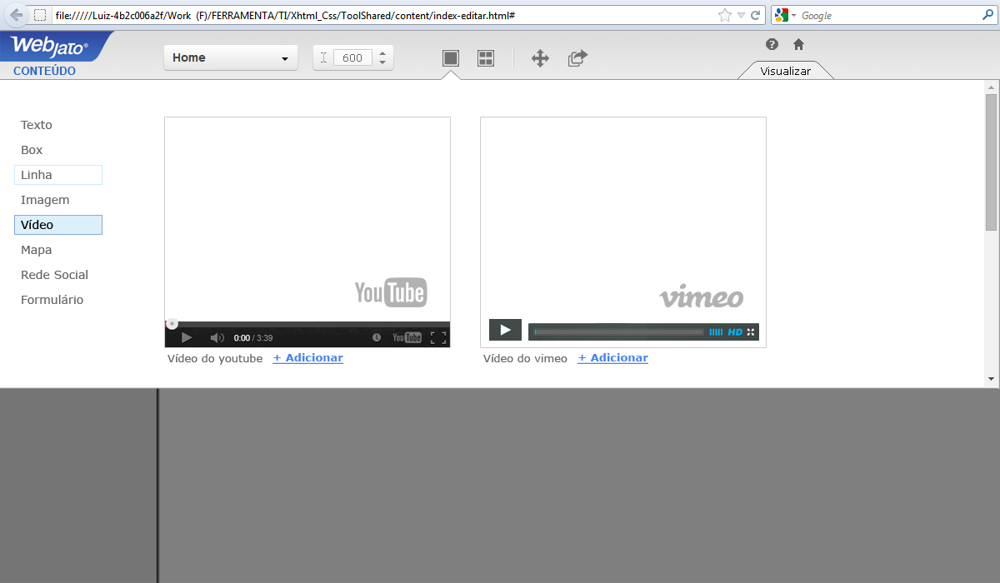 file://///Luiz-4b2c006a2f/Work (F)/FERRAMENTA/TI/Xhtml_Css/ToolShared/content/index-editar.html#
Google
Webjato®
CONTEÚDO
Home
600
?
Visualizar
Texto
Box
Linha
Imagem
Vídeo
Mapa
Rede Social
Formulário
YouTube
0:00 / 3:39
YouTube
Vídeo do youtube + Adicionar
vimeo
HD
Vídeo do vimeo + Adicionar